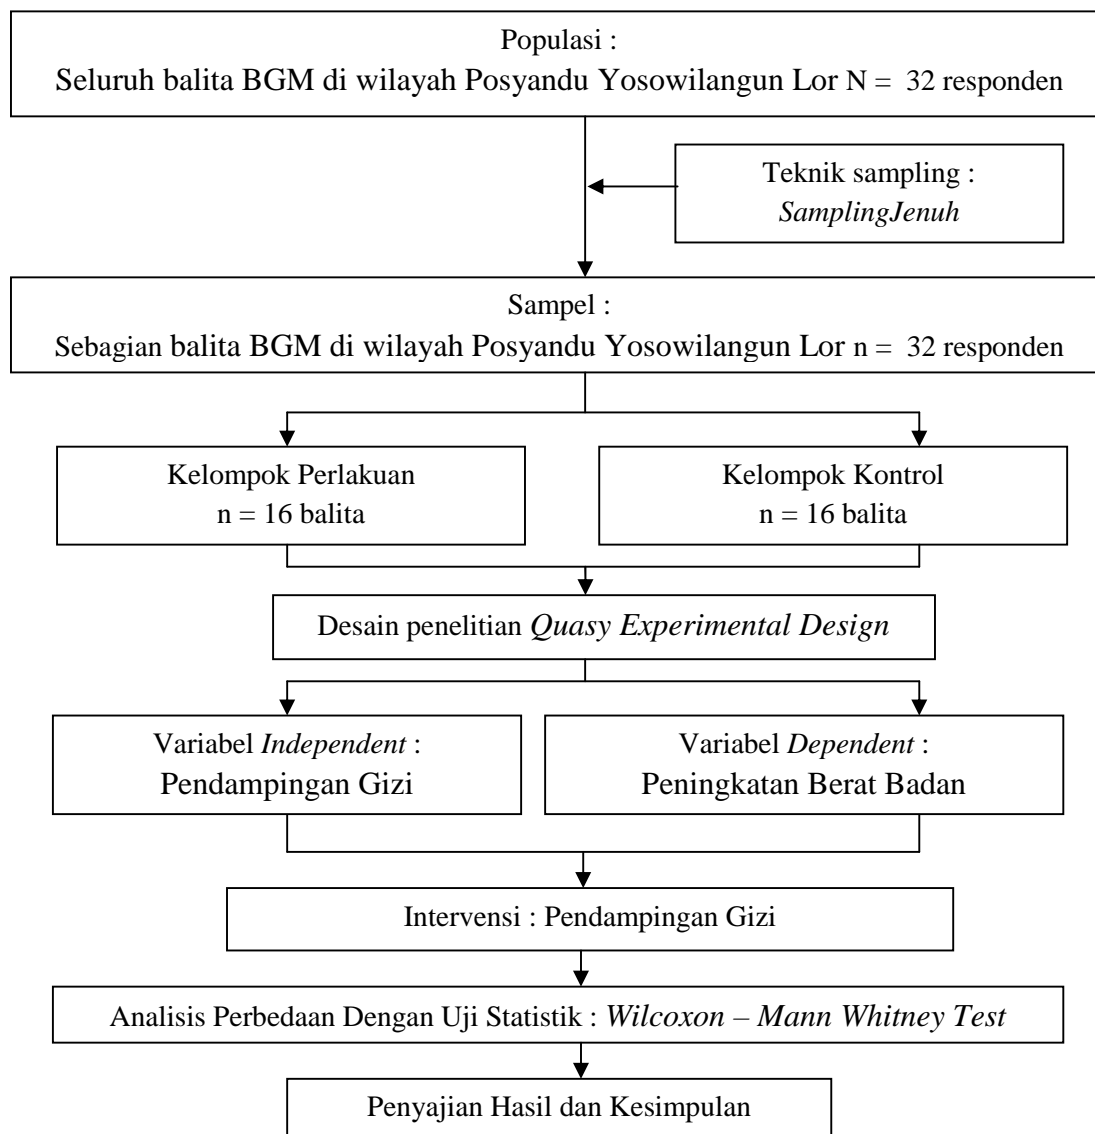 Populasi :
Seluruh balita BGM di wilayah Posyandu Yosowilangun Lor N = 32 responden
Teknik sampling :
SamplingJenuh
Sampel :
Sebagian balita BGM di wilayah Posyandu Yosowilangun Lor n = 32 responden
Kelompok Perlakuan
n = 16 balita
Kelompok Kontrol
n = 16 balita
Desain penelitian Quasy Experimental Design
Variabel Independent :
Pendampingan Gizi
Variabel Dependent :
Peningkatan Berat Badan
Intervensi : Pendampingan Gizi
Analisis Perbedaan Dengan Uji Statistik : Wilcoxon – Mann Whitney Test
Penyajian Hasil dan Kesimpulan